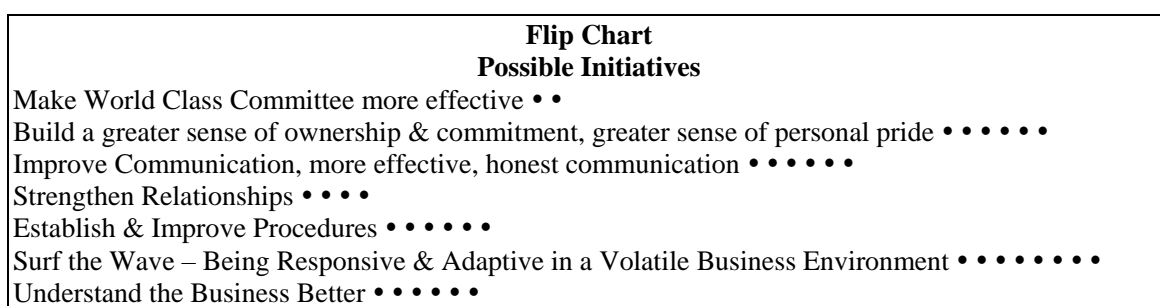 Flip Chart
Possible Initiatives
Make World Class Committee more effective • •
Build a greater sense of ownership & commitment, greater sense of personal pride • • • • • •
Improve Communication, more effective, honest communication • • • • • •
Strengthen Relationships • • • •
Establish & Improve Procedures • • • • • •
Surf the Wave – Being Responsive & Adaptive in a Volatile Business Environment • • • • • • • •
Understand the Business Better • • • • • •